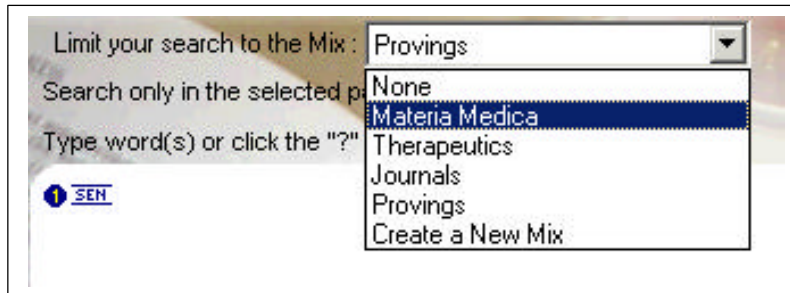 Limit your search to the Mix : Provings
None
Search only in the selected
Materia Medica
Type word(s) or click the "?"
Therapeutics
Journals
1 SEN
Provings
Create a New Mix